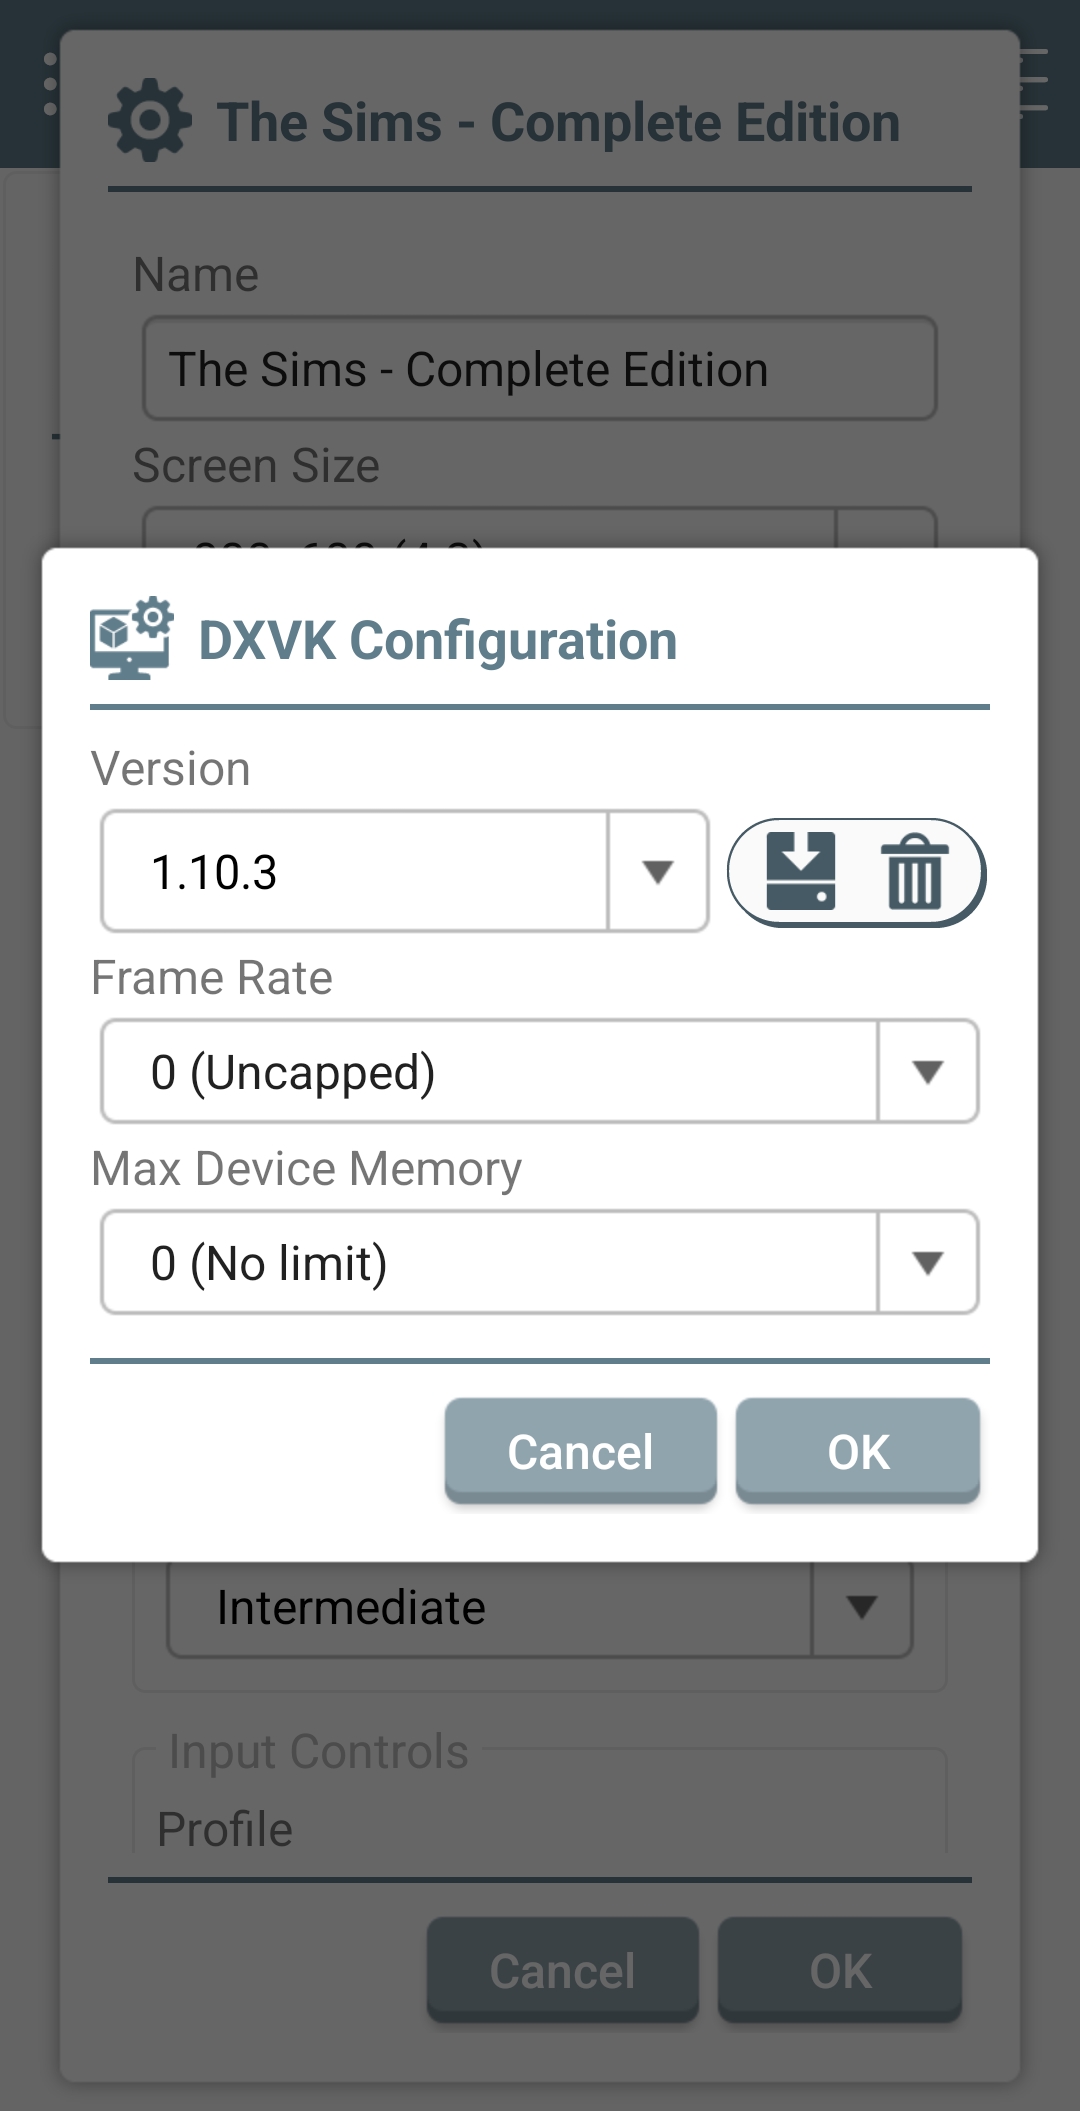 The Sims - Complete Edition
Name
The Sims - Complete Edition
Screen Size
DXVK Configuration
Version
1.10.3
Frame Rate
0 (Uncapped)
Max Device Memory
0 (No limit)
Cancel
OK
Intermediate
Input Controls
Profile
Cancel
OK